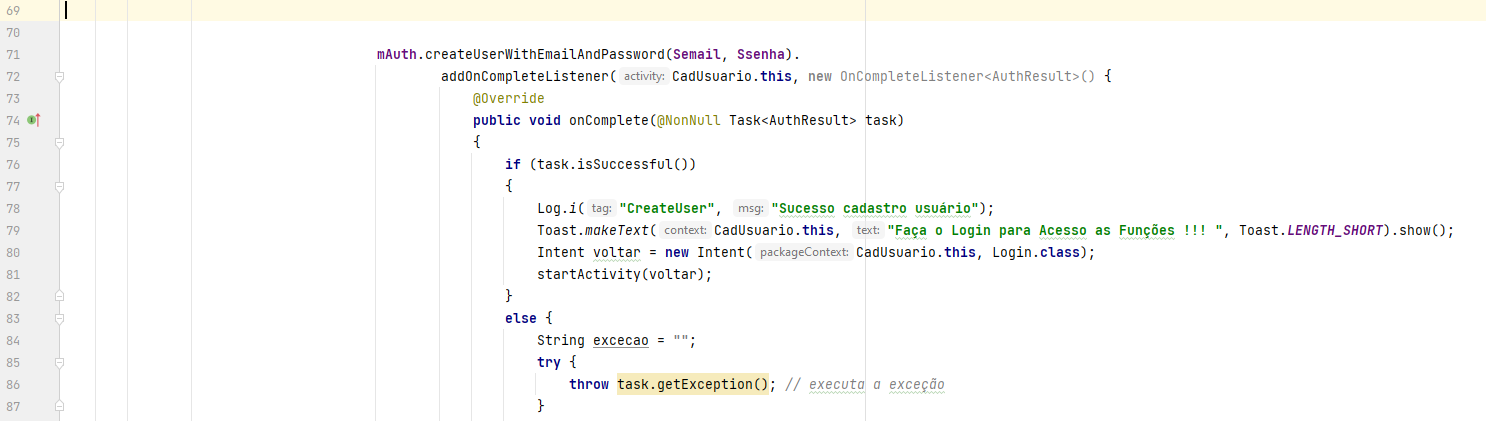 69
70
71 mAuth.createUserWithEmailAndPassword(Semail, Ssenha).
72 addOnCompleteListener( activity: CadUsuario.this, new OnCompleteListener<AuthResult>() {
73 @Override
74 public void onComplete(@NonNull Task<AuthResult> task)
75 {
76 if (task.isSuccessful())
77 {
78 Log.i( tag: "CreateUser", msg: "Sucesso cadastro usuário");
79 Toast.makeText( context: CadUsuario.this, text: "Faça o Login para Acesso as Funções !!! ", Toast.LENGTH_SHORT).show();
80 Intent voltar = new Intent( packageContext: CadUsuario.this, Login.class);
81 startActivity(voltar);
82 }
83 else {
84 String excecao = "";
85 try {
86 throw task.getException(); // executa a exceção
87 }